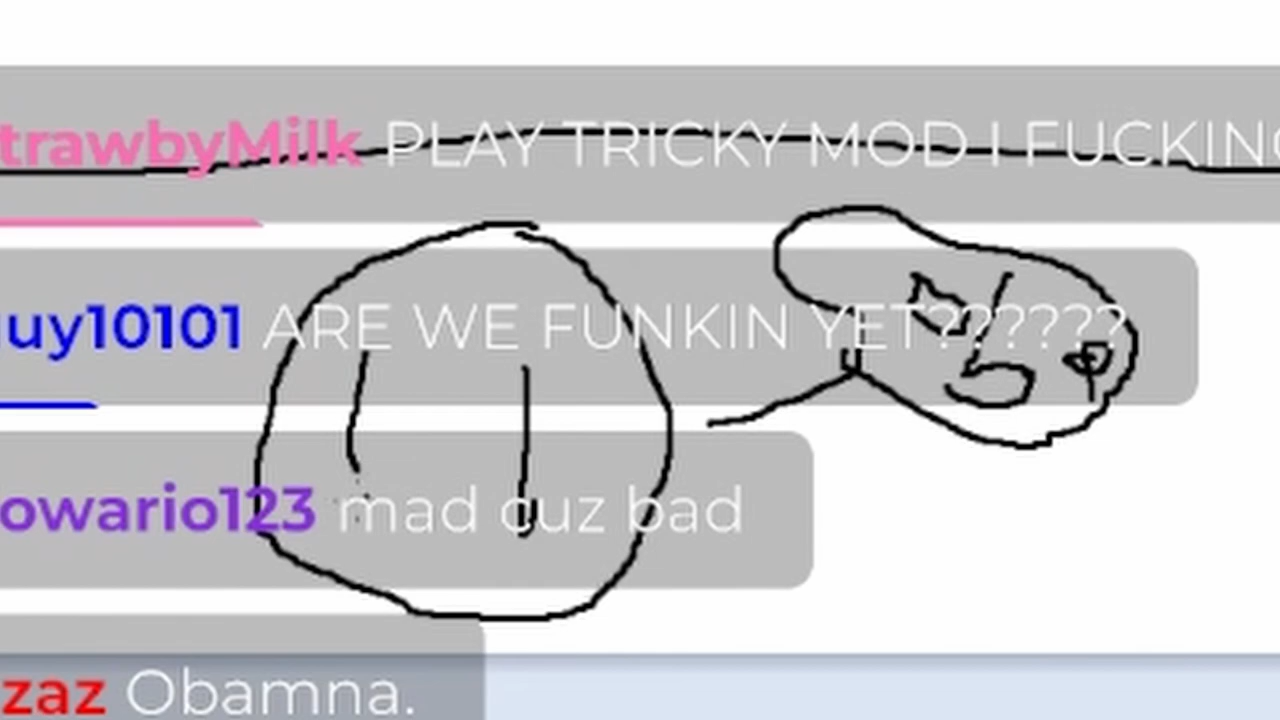 trawbyMilk PLAY TRICKY MOD I FUCKING
uy10101 ARE WE FUNKIN YET??????
owario123 mad cuz bad
zaz Obamna.